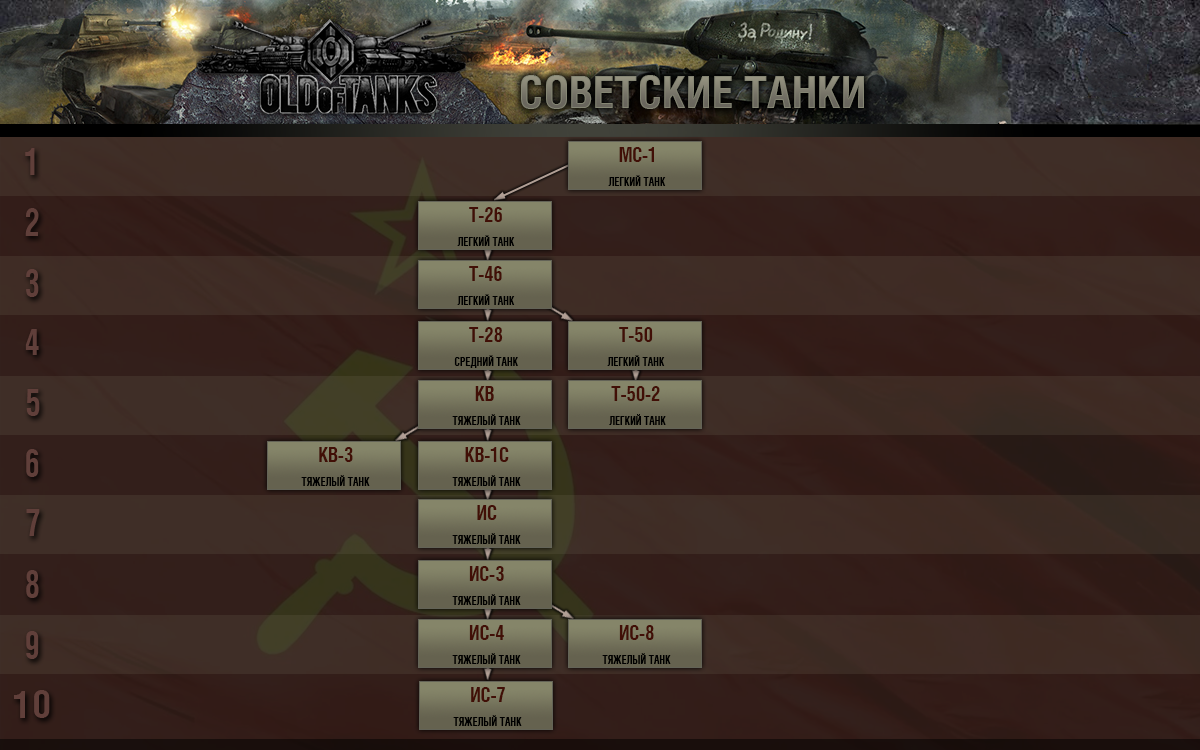 За Родину!
OLD OF TANKS
СОВЕТСКИЕ ТАНКИ
1
МС-1
ЛЕГКИЙ ТАНК
2
Т-26
ЛЕГКИЙ ТАНК
3
Т-46
ЛЕГКИЙ ТАНК
4
Т-28
СРЕДНИЙ ТАНК
Т-50
ЛЕГКИЙ ТАНК
5
КВ
ТЯЖЕЛЫЙ ТАНК
Т-50-2
ЛЕГКИЙ ТАНК
6
КВ-3
ТЯЖЕЛЫЙ ТАНК
КВ-1С
ТЯЖЕЛЫЙ ТАНК
7
ИС
ТЯЖЕЛЫЙ ТАНК
8
ИС-3
ТЯЖЕЛЫЙ ТАНК
9
ИС-4
ТЯЖЕЛЫЙ ТАНК
ИС-8
ТЯЖЕЛЫЙ ТАНК
10
ИС-7
ТЯЖЕЛЫЙ ТАНК